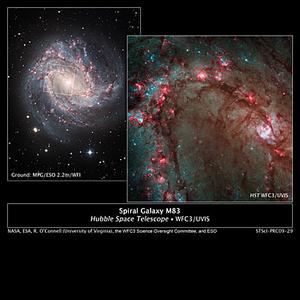 Ground: MPG/ESO 2.2m/WFI
HST WFC3/UVIS
Spiral Galaxy M83
Hubble Space Telescope • WFC3/UVIS
NASA, ESA, R. O'Connell (University of Virginia), the WFC3 Science Oversight Committee, and ESO
STScI-PRC09-29